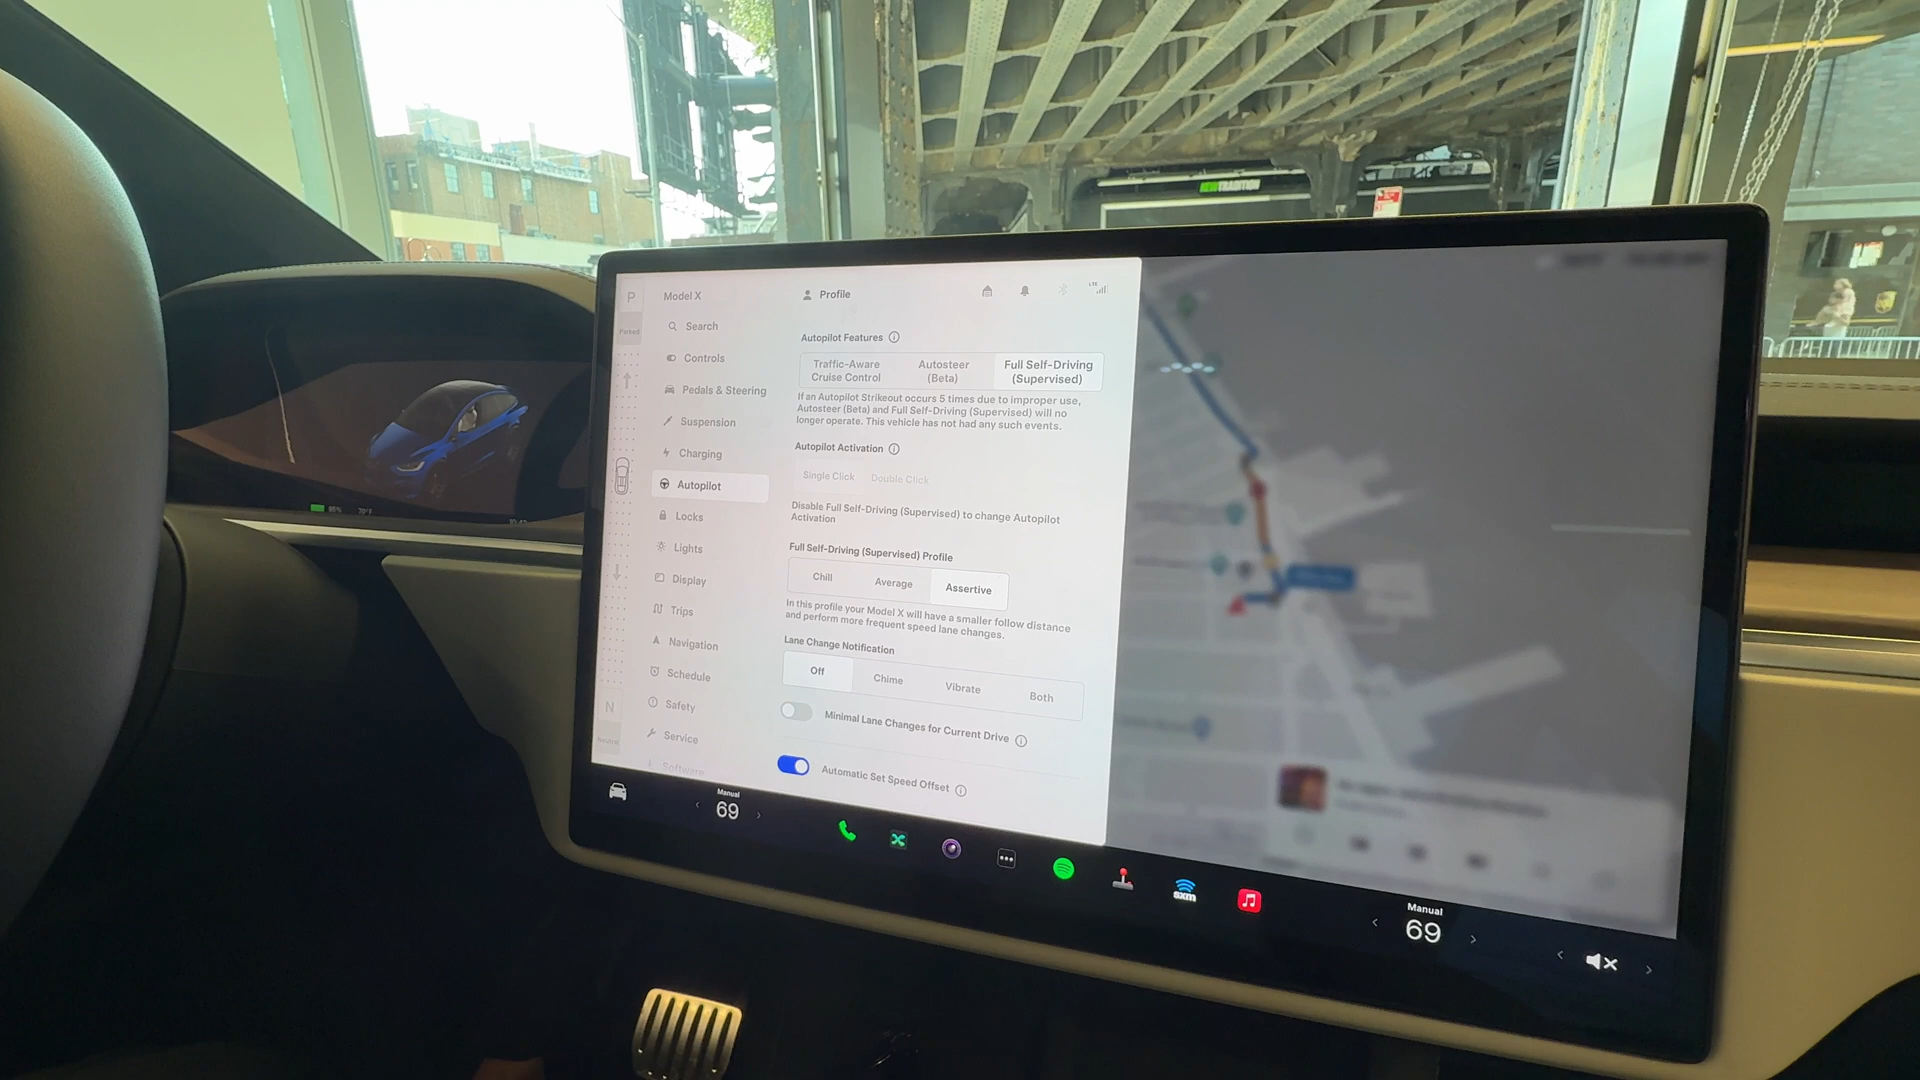 NEWTRADITION
P
Parked
Model X
Search
Controls
Pedals & Steering
Suspension
Charging
Autopilot
Locks
Lights
Display
Trips
Navigation
Schedule
Safety
Service
Software
N
Neutral
Profile
LTE
Autopilot Features
Traffic-Aware
Cruise Control
Autosteer
(Beta)
Full Self-Driving
(Supervised)
If an Autopilot Strikeout occurs 5 times due to improper use,
Autosteer (Beta) and Full Self-Driving (Supervised) will no
longer operate. This vehicle has not had any such events.
Autopilot Activation
Single Click
Double Click
Disable Full Self-Driving (Supervised) to change Autopilot
Activation
Full Self-Driving (Supervised) Profile
Chill
Average
Assertive
In this profile your Model X will have a smaller follow distance
and perform more frequent speed lane changes.
Lane Change Notification
Off
Chime
Vibrate
Both
Minimal Lane Changes for Current Drive
Automatic Set Speed Offset
Manual
69
sxm
Manual
69